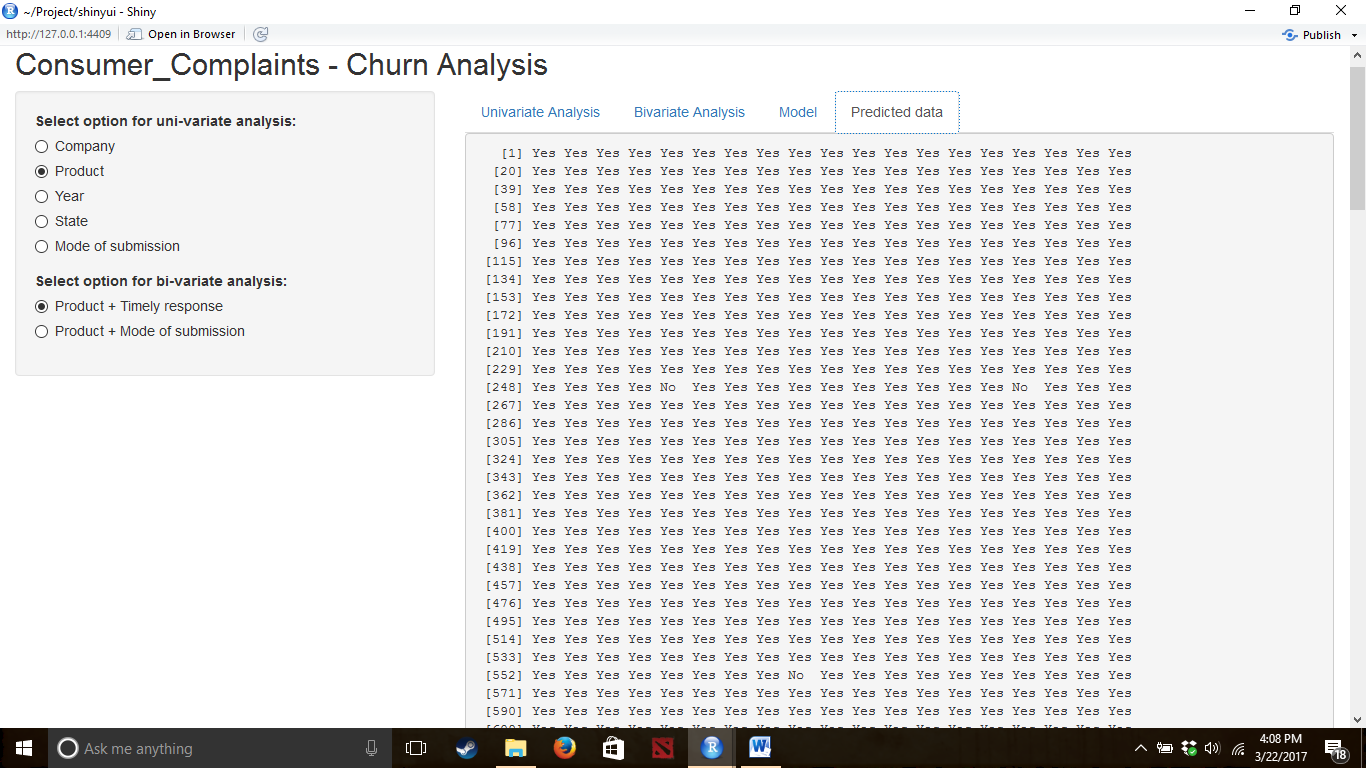 ~/Project/shinyui - Shiny
http://127.0.0.1:4409 Open in Browser Publish
Consumer_Complaints - Churn Analysis
Select option for uni-variate analysis:
Company
Product
Year
State
Mode of submission
Select option for bi-variate analysis:
Product + Timely response
Product + Mode of submission
Univariate Analysis Bivariate Analysis Model Predicted data
[1] Yes Yes Yes Yes Yes Yes Yes Yes Yes Yes Yes Yes Yes Yes Yes Yes Yes Yes Yes
[20] Yes Yes Yes Yes Yes Yes Yes Yes Yes Yes Yes Yes Yes Yes Yes Yes Yes Yes Yes
[39] Yes Yes Yes Yes Yes Yes Yes Yes Yes Yes Yes Yes Yes Yes Yes Yes Yes Yes Yes
[58] Yes Yes Yes Yes Yes Yes Yes Yes Yes Yes Yes Yes Yes Yes Yes Yes Yes Yes Yes
[77] Yes Yes Yes Yes Yes Yes Yes Yes Yes Yes Yes Yes Yes Yes Yes Yes Yes Yes Yes
[96] Yes Yes Yes Yes Yes Yes Yes Yes Yes Yes Yes Yes Yes Yes Yes Yes Yes Yes Yes
[115] Yes Yes Yes Yes Yes Yes Yes Yes Yes Yes Yes Yes Yes Yes Yes Yes Yes Yes Yes
[134] Yes Yes Yes Yes Yes Yes Yes Yes Yes Yes Yes Yes Yes Yes Yes Yes Yes Yes Yes
[153] Yes Yes Yes Yes Yes Yes Yes Yes Yes Yes Yes Yes Yes Yes Yes Yes Yes Yes Yes
[172] Yes Yes Yes Yes Yes Yes Yes Yes Yes Yes Yes Yes Yes Yes Yes Yes Yes Yes Yes
[191] Yes Yes Yes Yes Yes Yes Yes Yes Yes Yes Yes Yes Yes Yes Yes Yes Yes Yes Yes
[210] Yes Yes Yes Yes Yes Yes Yes Yes Yes Yes Yes Yes Yes Yes Yes Yes Yes Yes Yes
[229] Yes Yes Yes Yes Yes Yes Yes Yes Yes Yes Yes Yes Yes Yes Yes Yes Yes Yes Yes
[248] Yes Yes Yes Yes No Yes Yes Yes Yes Yes Yes Yes Yes Yes Yes No Yes Yes Yes
[267] Yes Yes Yes Yes Yes Yes Yes Yes Yes Yes Yes Yes Yes Yes Yes Yes Yes Yes Yes
[286] Yes Yes Yes Yes Yes Yes Yes Yes Yes Yes Yes Yes Yes Yes Yes Yes Yes Yes Yes
[305] Yes Yes Yes Yes Yes Yes Yes Yes Yes Yes Yes Yes Yes Yes Yes Yes Yes Yes Yes
[324] Yes Yes Yes Yes Yes Yes Yes Yes Yes Yes Yes Yes Yes Yes Yes Yes Yes Yes Yes
[343] Yes Yes Yes Yes Yes Yes Yes Yes Yes Yes Yes Yes Yes Yes Yes Yes Yes Yes Yes
[362] Yes Yes Yes Yes Yes Yes Yes Yes Yes Yes Yes Yes Yes Yes Yes Yes Yes Yes Yes
[381] Yes Yes Yes Yes Yes Yes Yes Yes Yes Yes Yes Yes Yes Yes Yes Yes Yes Yes Yes
[400] Yes Yes Yes Yes Yes Yes Yes Yes Yes Yes Yes Yes Yes Yes Yes Yes Yes Yes Yes
[419] Yes Yes Yes Yes Yes Yes Yes Yes Yes Yes Yes Yes Yes Yes Yes Yes Yes Yes Yes
[438] Yes Yes Yes Yes Yes Yes Yes Yes Yes Yes Yes Yes Yes Yes Yes Yes Yes Yes Yes
[457] Yes Yes Yes Yes Yes Yes Yes Yes Yes Yes Yes Yes Yes Yes Yes Yes Yes Yes Yes
[476] Yes Yes Yes Yes Yes Yes Yes Yes Yes Yes Yes Yes Yes Yes Yes Yes Yes Yes Yes
[495] Yes Yes Yes Yes Yes Yes Yes Yes Yes Yes Yes Yes Yes Yes Yes Yes Yes Yes Yes
[514] Yes Yes Yes Yes Yes Yes Yes Yes Yes Yes Yes Yes Yes Yes Yes Yes Yes Yes Yes
[533] Yes Yes Yes Yes Yes Yes Yes Yes Yes Yes Yes Yes Yes Yes Yes Yes Yes Yes Yes
[552] Yes Yes Yes Yes Yes Yes Yes Yes No Yes Yes Yes Yes Yes Yes Yes Yes Yes Yes
[571] Yes Yes Yes Yes Yes Yes Yes Yes Yes Yes Yes Yes Yes Yes Yes Yes Yes Yes Yes
[590] Yes Yes Yes Yes Yes Yes Yes Yes Yes Yes Yes Yes Yes Yes Yes Yes Yes Yes Yes
Ask me anything
4:08 PM
3/22/2017
18